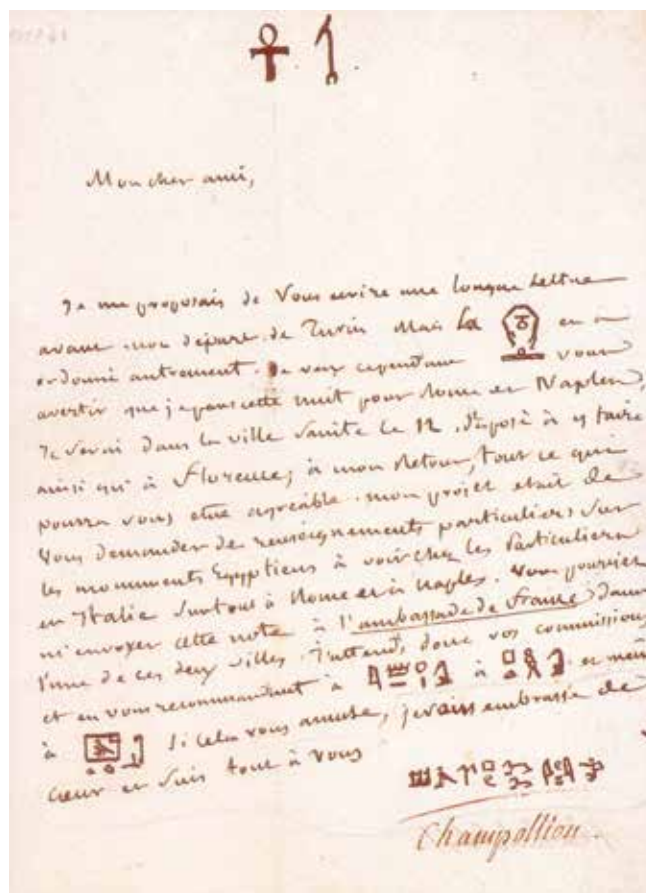 𓋹 𓌀
Mon cher ami,
Je me proposais de vous écrire une longue lettre
avant mon départ de Turin mais la en a
ordonné autrement. Je veux cependant vous
avertir que je pars cette nuit pour Rome et Naples,
Je serai dans la ville Sainte le 12, disposé à y faire
ainsi qu'à Florence, à mon retour, tout ce qui
pourra vous être agréable. mon projet était de
vous demander de renseignements particuliers sur
les monuments Egyptiens à voir chez les Particuliers
en Italie surtout à Rome et à Naples. Vous pourriez
m'envoyer cette note à l'ambassade de France dans
l'une de ces deux villes. J'attends donc vos commissions
et en vous recommandant à à et même
à si cela vous amuse, je vous embrasse de
cœur et suis tout à vous
Champollion.